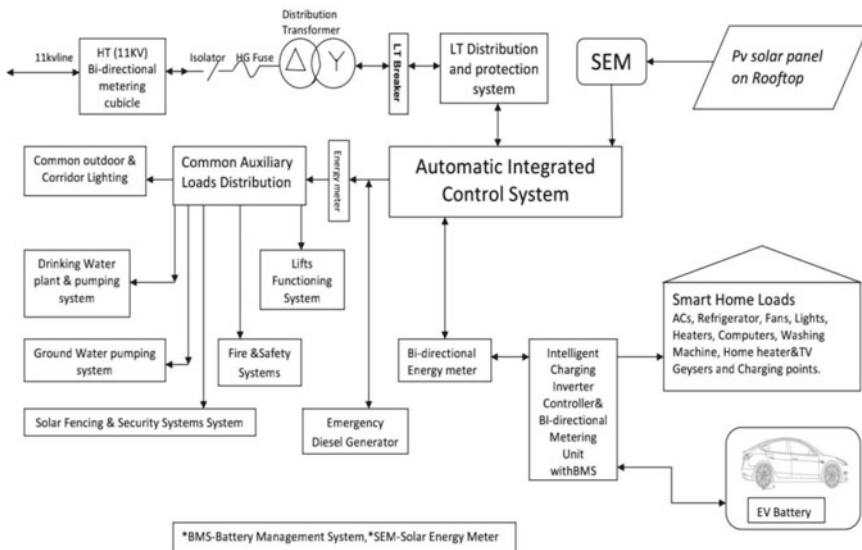 11kvline
HT (11KV)
Bi-directional
metering
cubicle
Isolator
HG Fuse
Distribution
Transformer
LT Breaker
LT Distribution
and protection
system
SEM
Pv solar panel
on Rooftop
Common outdoor &
Corridor Lighting
Common Auxiliary
Loads Distribution
Energy meter
Automatic Integrated
Control System
Drinking Water
plant & pumping
system
Lifts
Functioning
System
Ground Water pumping
system
Fire &Safety
Systems
Solar Fencing & Security Systems System
Emergency
Diesel Generator
Bi-directional
Energy meter
Intelligent
Charging
Inverter
Controller&
BI-directional
Metering
Unit
withBMS
Smart Home Loads
ACs, Refrigerator, Fans, Lights,
Heaters, Computers, Washing
Machine, Home heater&TV
Geysers and Charging points.
EV Battery
*BMS-Battery Management System,*SEM-Solar Energy Meter